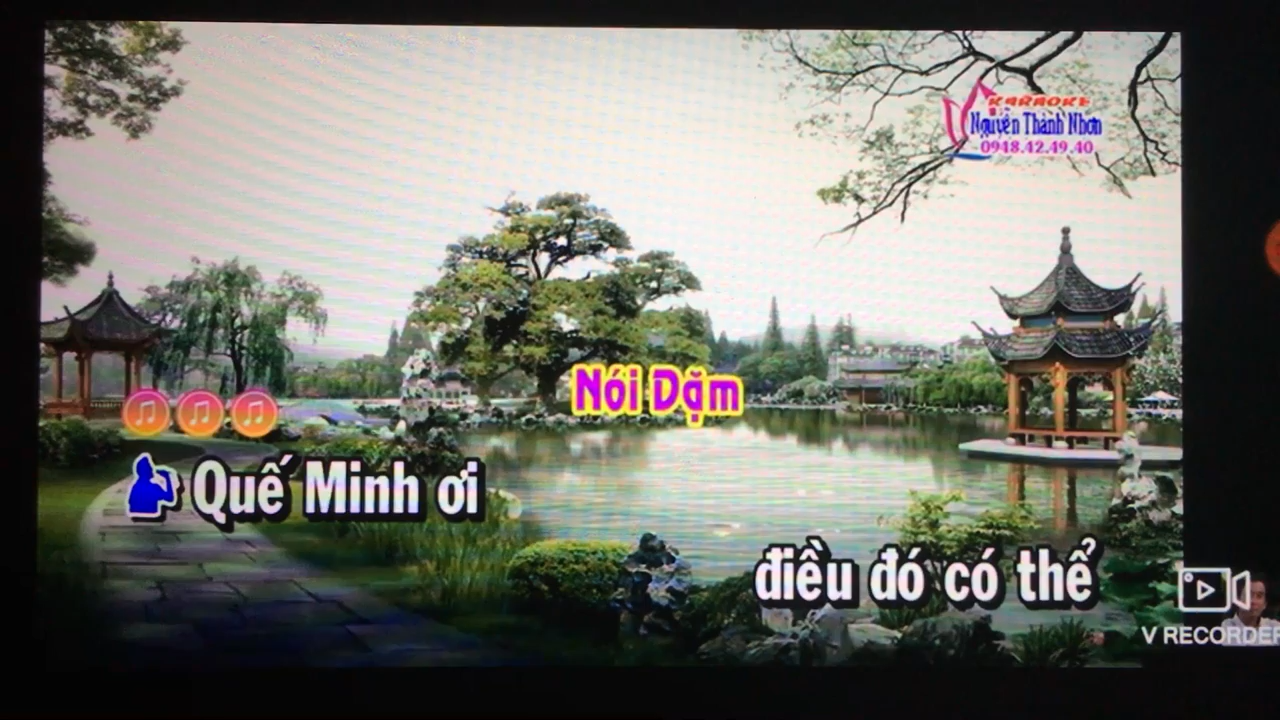 KARAOKE
Nguyễn Thành Nhơn
0948.42.49.40
Nói Dặm
Quế Minh ơi
điều đó có thể
V RECORDER